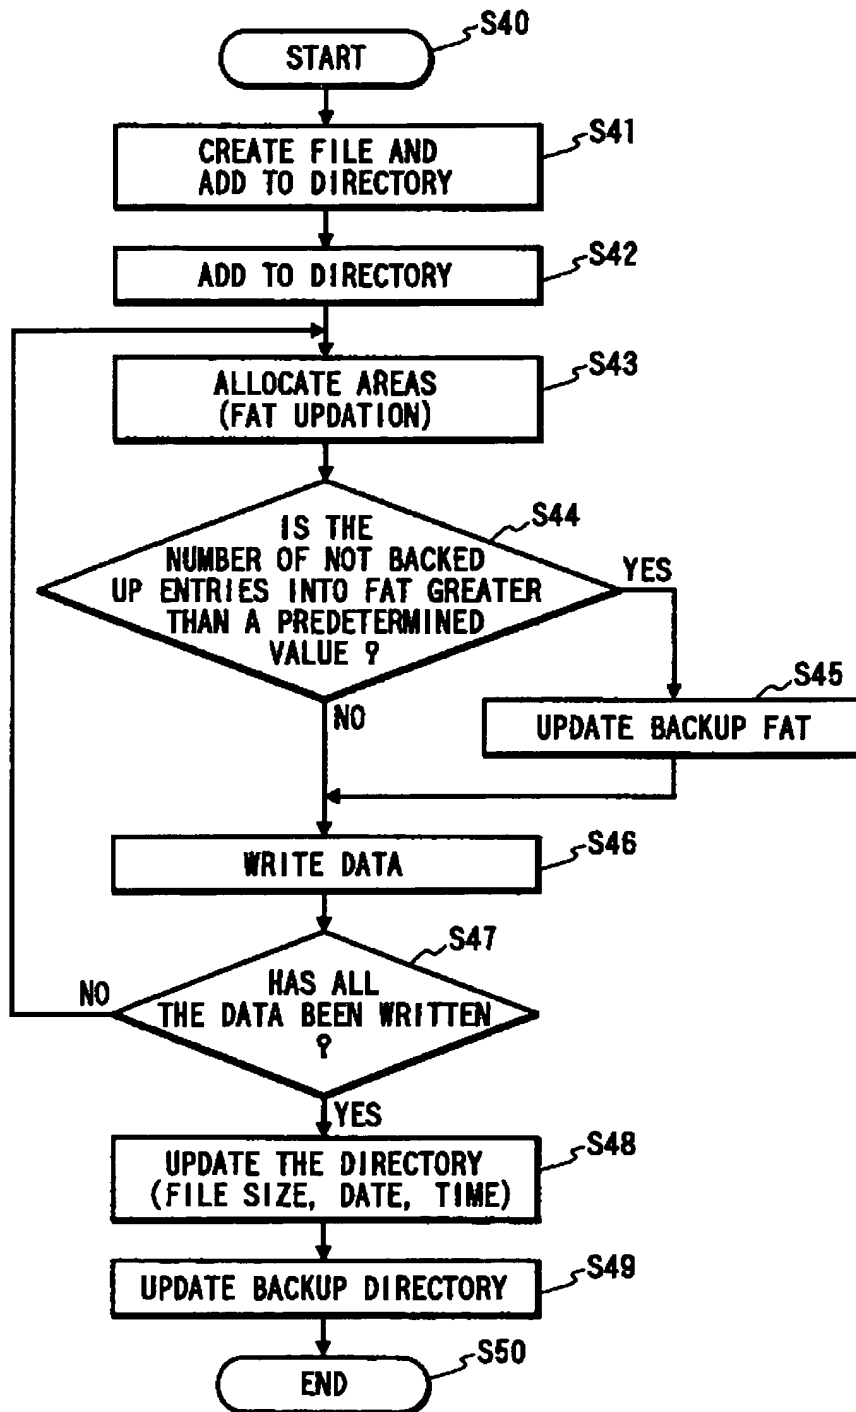 S40
START
S41
CREATE FILE AND
ADD TO DIRECTORY
S42
ADD TO DIRECTORY
S43
ALLOCATE AREAS
(FAT UPDATION)
S44
IS THE
NUMBER OF NOT BACKED
UP ENTRIES INTO FAT GREATER
THAN A PREDETERMINED
VALUE ?
YES
NO
S45
UPDATE BACKUP FAT
S46
WRITE DATA
S47
HAS ALL
THE DATA BEEN WRITTEN
?
NO
YES
S48
UPDATE THE DIRECTORY
(FILE SIZE, DATE, TIME)
S49
UPDATE BACKUP DIRECTORY
S50
END